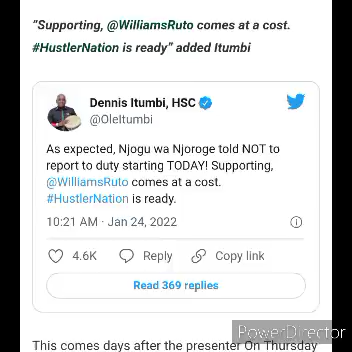 “Supporting, @WilliamsRuto comes at a cost.
#HustlerNation is ready” added Itumbi
Dennis Itumbi, HSC
@OleItumbi
As expected, Njogu wa Njoroge told NOT to
report to duty starting TODAY! Supporting,
@WilliamsRuto comes at a cost.
#HustlerNation is ready.
10:21 AM · Jan 24, 2022
4.6K Reply Copy link
Read 369 replies
PowerDirector
This comes days after the presenter On Thursday